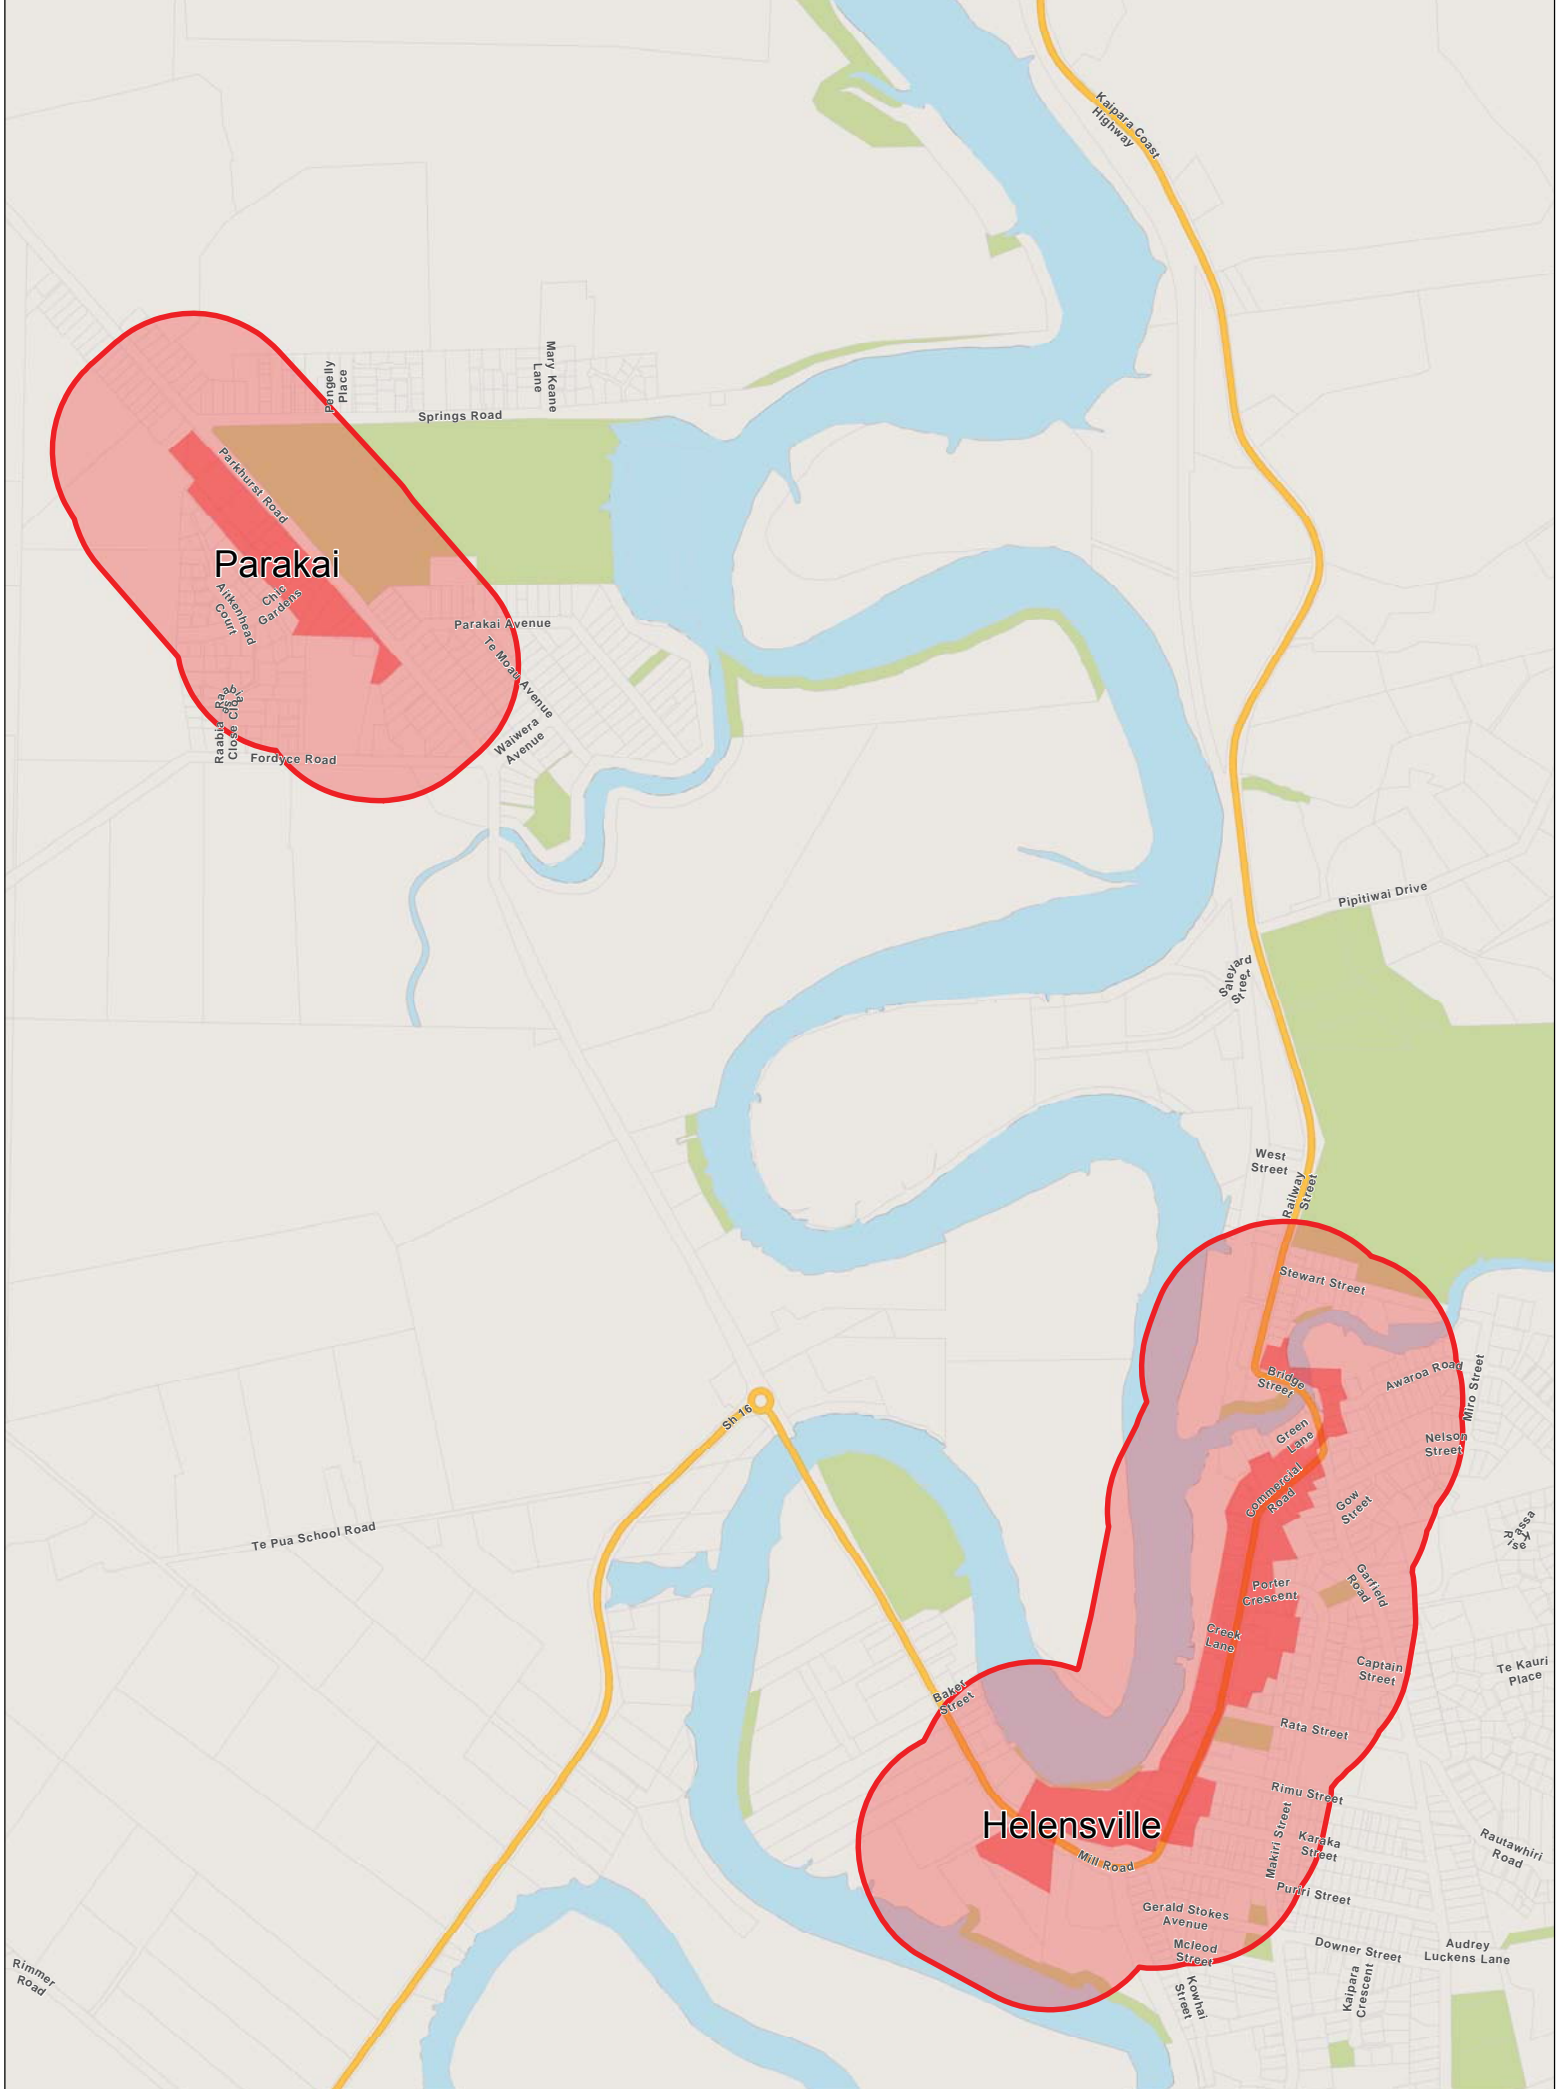 Kaipara Coast
Highway
Pengelly
Place
Mary Keane
Lane
Springs Road
Parkhurst Road
Parakai
Aitkenhead
Court
Chic
Gardens
Parakai Avenue
Te Moau Avenue
Waiwera
Avenue
Raabia
Close
Raabia
Close
Fordyce Road
Pipitiwai Drive
Saleyard
Street
West
Street
Railway
Street
Stewart Street
Bridge
Street
Awaroa Road
Miro Street
Sh 16
Green
Lane
Nelson
Street
Commercial
Road
Gow
Street
Te Pua School Road
Rise
Porter
Crescent
Garfield
Road
Creek
Lane
Captain
Street
Te Kauri
Place
Baker
Street
Rata Street
Rimu Street
Helensville
Makiri Street
Karaka
Street
Rautawhiri
Road
Mill Road
Puriri Street
Gerald Stokes
Avenue
Mcleod
Street
Downer Street
Audrey
Luckens Lane
Rimmer
Road
Kowhai
Street
Kaipara
Crescent